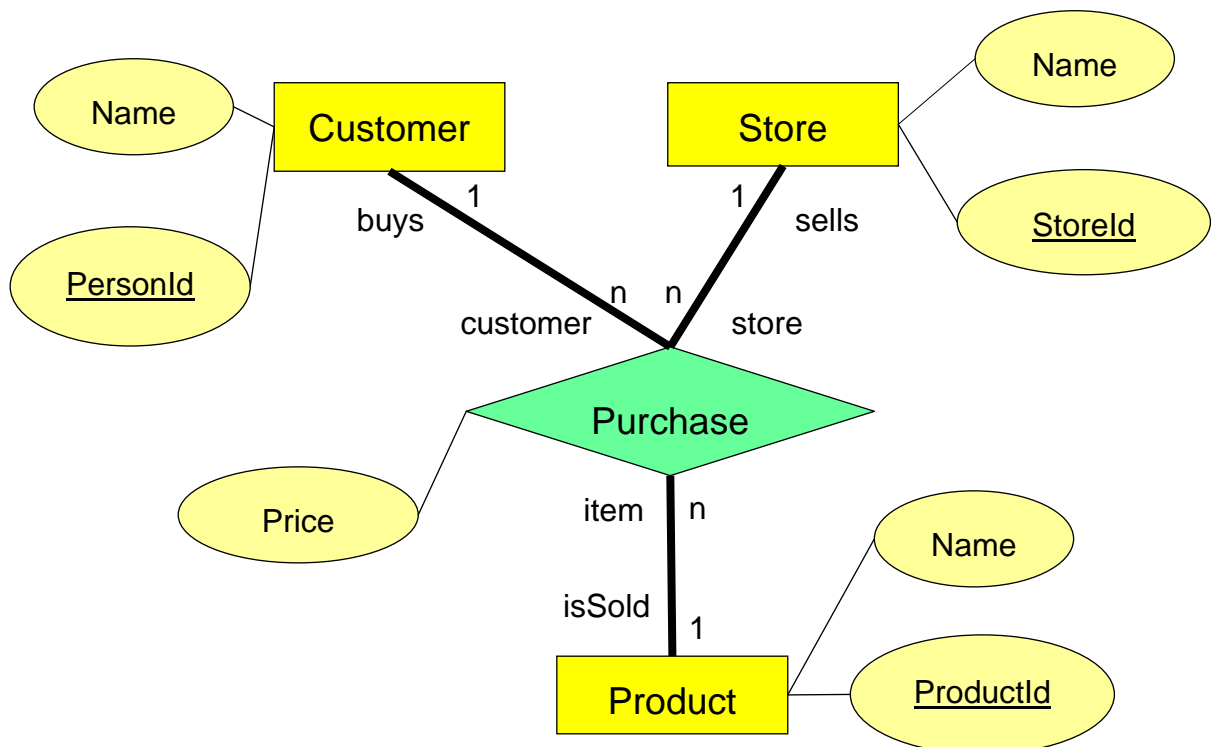 Name
Customer
Store
Name
PersonId
buys
1
1
sells
StoreId
n
n
customer
store
Purchase
Price
item
n
Name
isSold
1
Product
ProductId